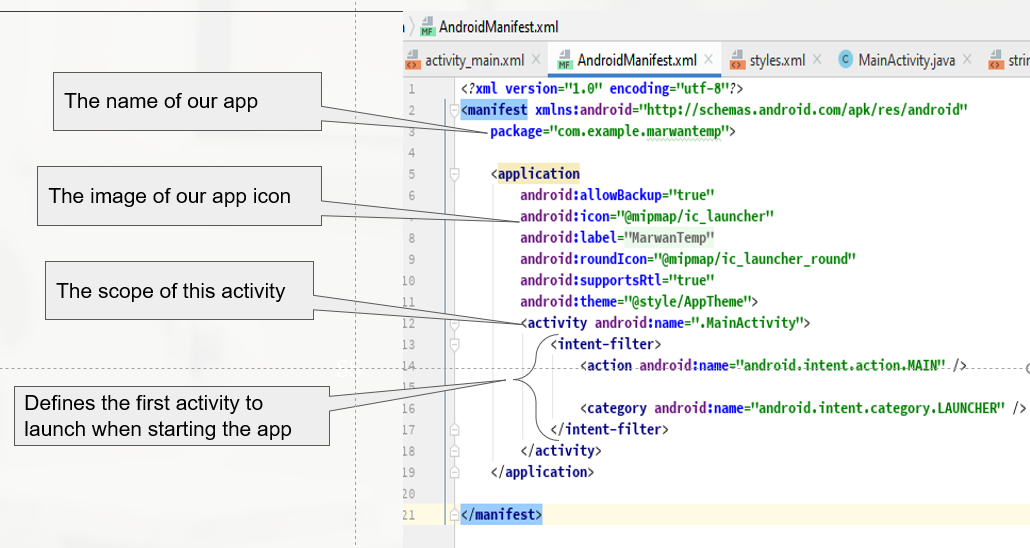 AndroidManifest.xml
activity_main.xml
AndroidManifest.xml
styles.xml
MainActivity.java
The name of our app
The image of our app icon
The scope of this activity
Defines the first activity to
launch when starting the app
1 <?xml version="1.0" encoding="utf-8"?>
2 <manifest xmlns:android="http://schemas.android.com/apk/res/android"
3 package="com.example.marwantemp">
4
5 <application
6 android:allowBackup="true"
android:icon="@mipmap/ic_launcher"
8 android:label="MarwanTemp"
9 android:roundIcon="@mipmap/ic_launcher_round"
10 android:supportsRtl="true"
11 android:theme="@style/AppTheme">
12 <activity android:name=".MainActivity">
13 <intent-filter>
14 <action android:name="android.intent.action.MAIN" />
15
16 <category android:name="android.intent.category.LAUNCHER" />
17 </intent-filter>
18 </activity>
19 </application>
20
21 </manifest>